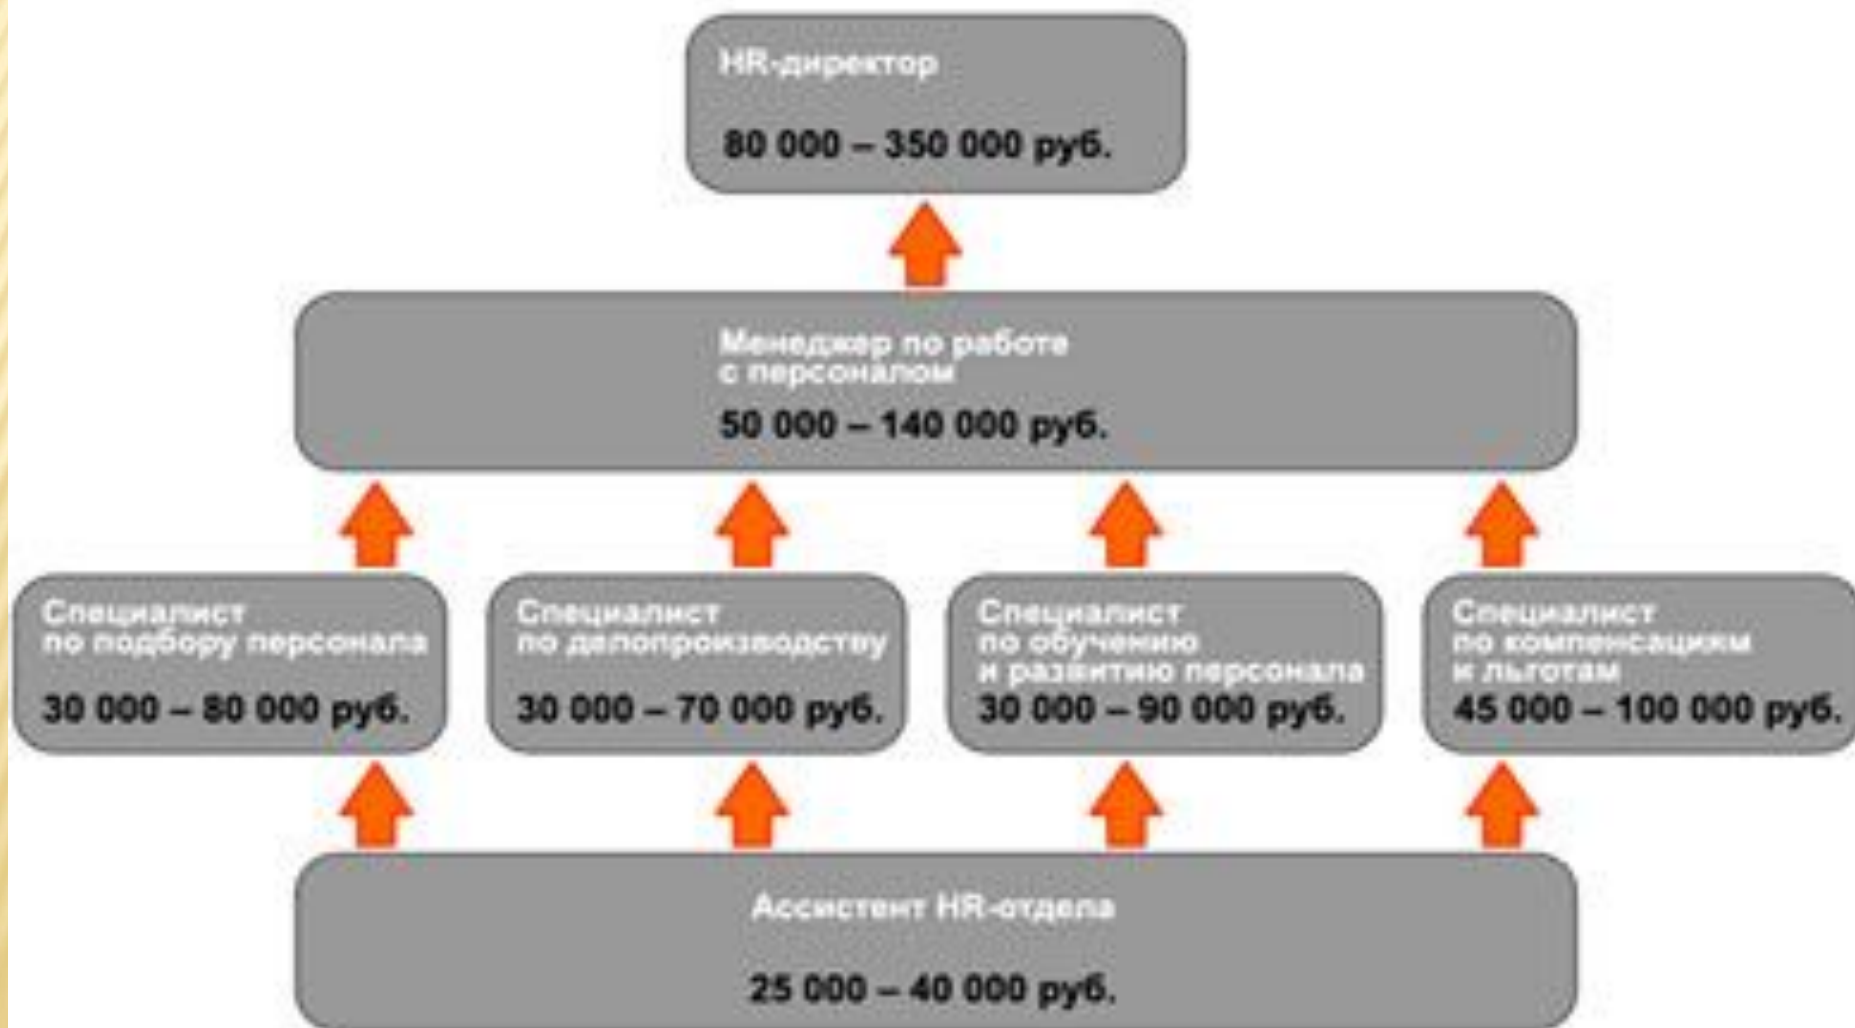 HR-директор
80 000 – 350 000 руб.
Менеджер по работе
с персоналом
50 000 – 140 000 руб.
Специалист
по подбору персонала
30 000 – 80 000 руб.
Специалист
по делопроизводству
30 000 – 70 000 руб.
Специалист
по обучению
и развитию персонала
30 000 – 90 000 руб.
Специалист
по компенсациям
и льготам
45 000 – 100 000 руб.
Ассистент HR-отдела
25 000 – 40 000 руб.